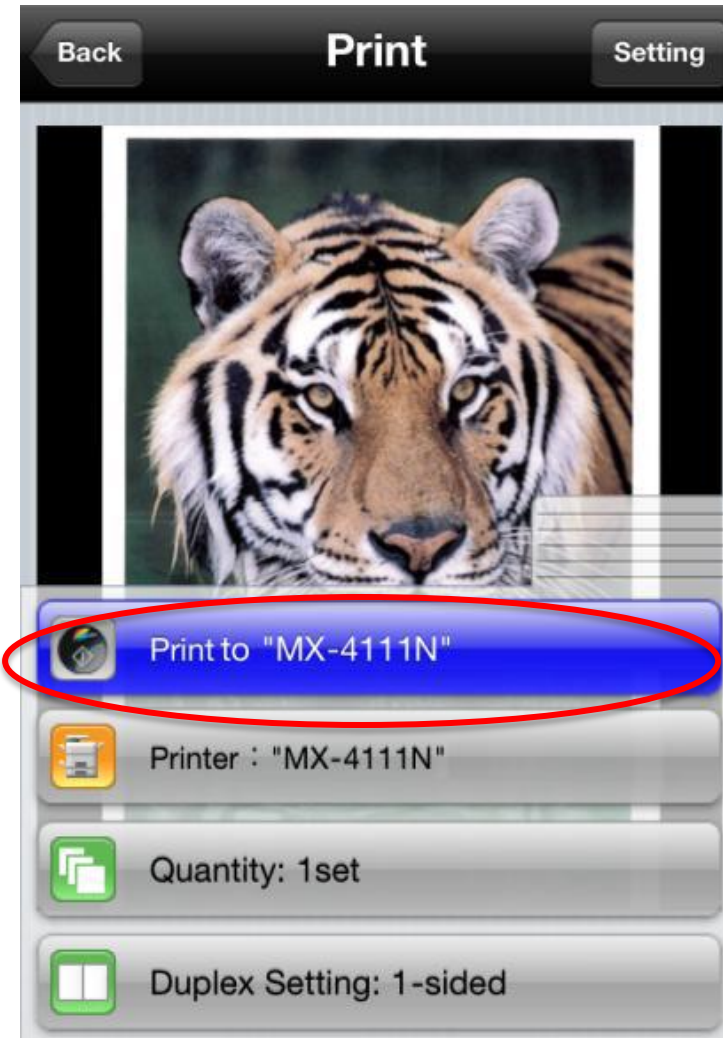 Back
Print
Setting
Print to "MX-4111N"
Printer : "MX-4111N"
Quantity: 1set
Duplex Setting: 1-sided